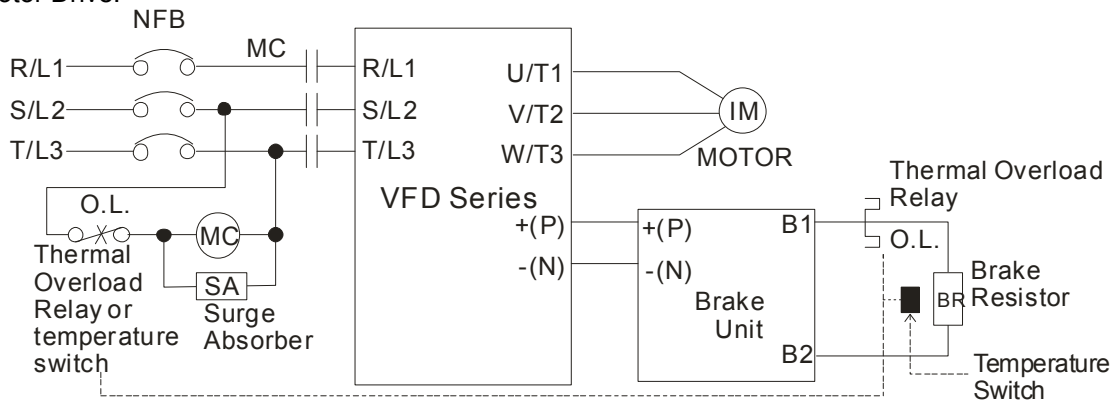 NFB
MC
R/L1
R/L1
U/T1
S/L2
S/L2
V/T2
IM
T/L3
T/L3
W/T3
MOTOR
VFD Series
O.L.
MC
SA
Surge
Absorber
Thermal
Overload
Relay or
temperature
switch
+(P)
-(N)
+(P)
-(N)
B1
B2
Brake
Unit
Thermal Overload
Relay
O.L.
BR
Brake
Resistor
Temperature
Switch